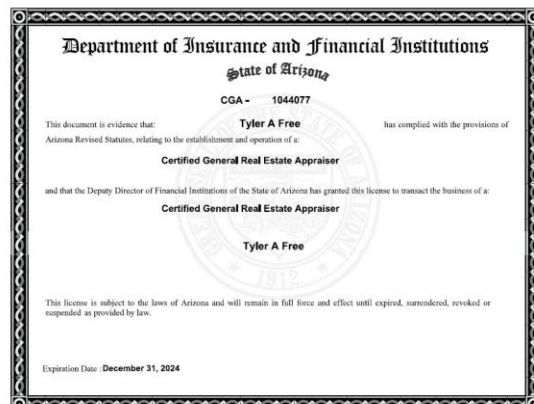 Department of Insurance and Financial Institutions
State of Arizona
CGA - 1044077
This document is evidence that: Tyler A Free has complied with the provisions of
Arizona Revised Statutes, relating to the establishment and operation of a:
Certified General Real Estate Appraiser
and that the Deputy Director of Financial Institutions of the State of Arizona has granted this license to transact the business of a:
Certified General Real Estate Appraiser
Tyler A Free
1912
This license is subject to the laws of Arizona and will remain in full force and effect until expired, surrendered, revoked or
suspended as provided by law.
Expiration Date : December 31, 2024